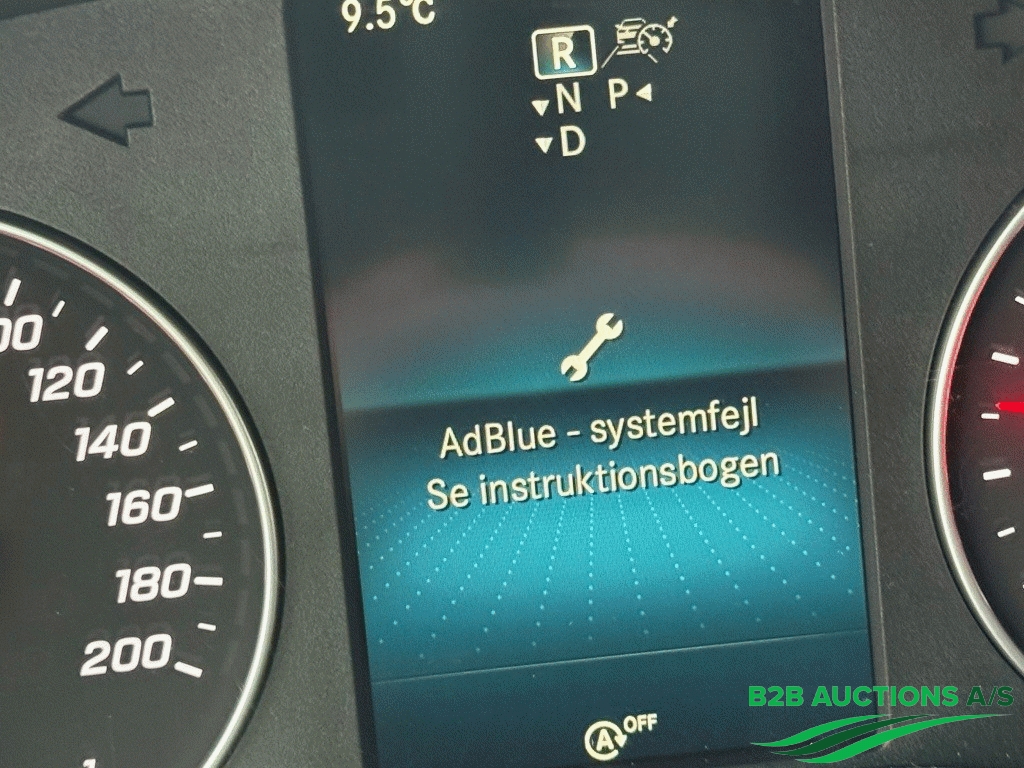 9.5°C
R
N P
D
120
140
160
180
200
AdBlue - systemfejl
Se instruktionsbogen
A OFF
B2B AUCTIONS A/S